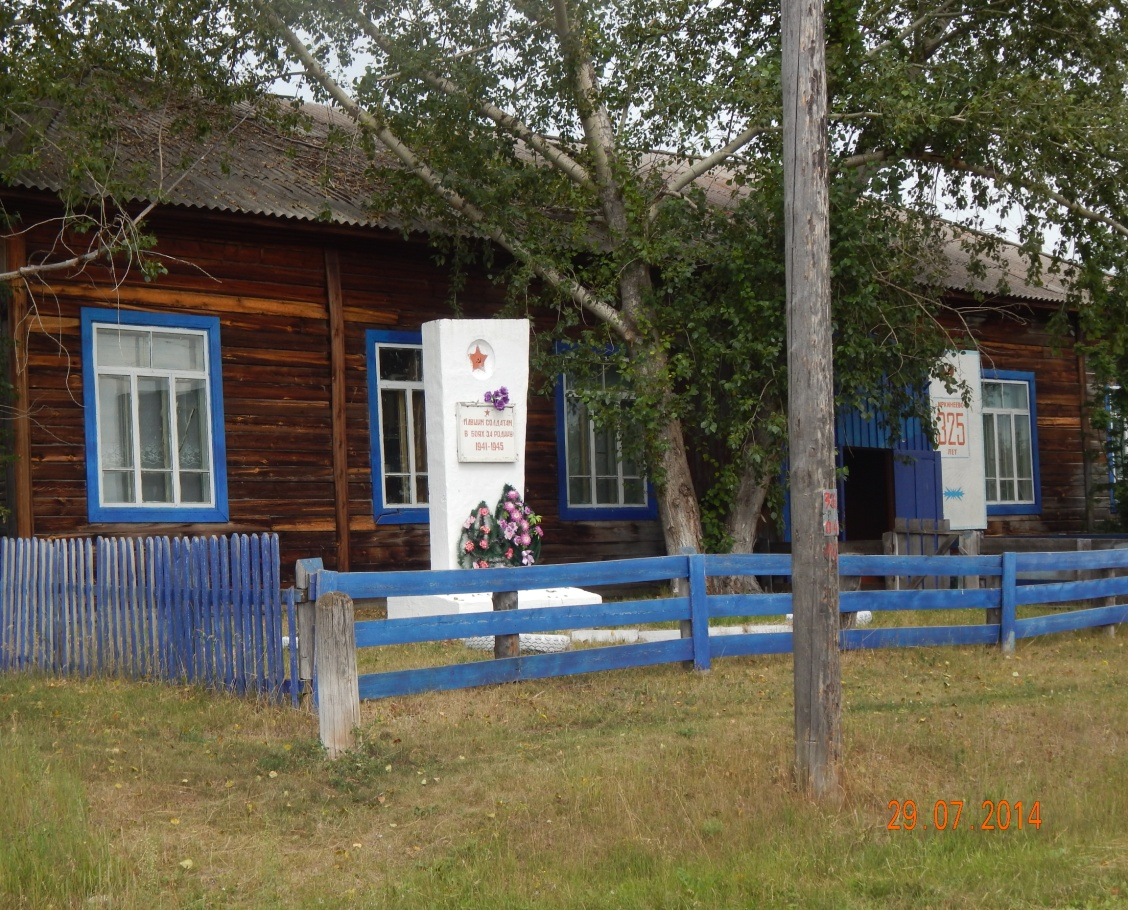 ПАВШИМ СОЛДАТАМ
В БОЯХ ЗА РОДИНУ
1941-1945
325
ЛЕТ
29.07.2014